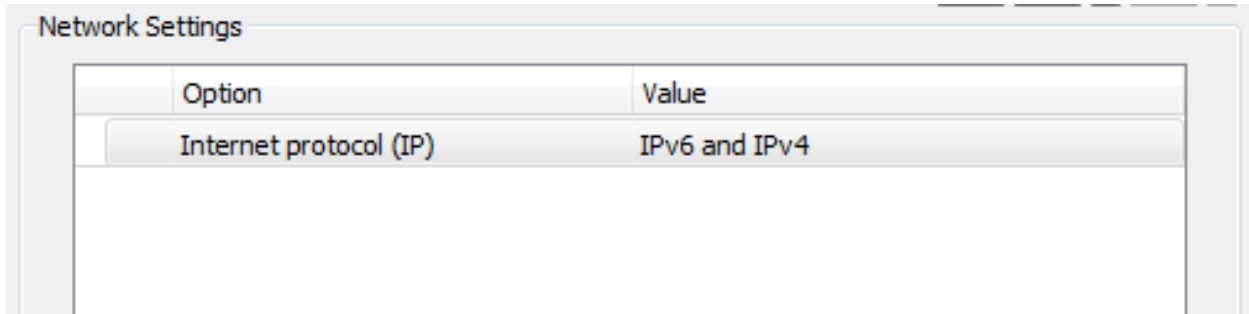 Network Settings
Option Value
Internet protocol (IP) IPv6 and IPv4